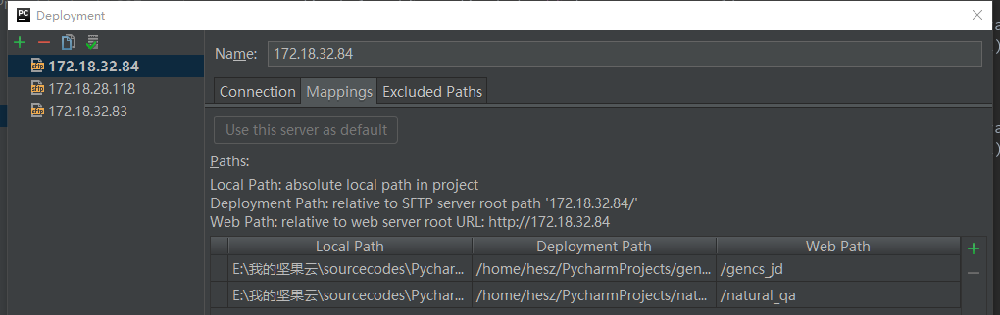 PC Deployment
172.18.32.84
172.18.28.118
172.18.32.83
Name: 172.18.32.84
Connection Mappings Excluded Paths
Use this server as default
Paths:
Local Path: absolute local path in project
Deployment Path: relative to SFTP server root path '172.18.32.84/'
Web Path: relative to web server root URL: http://172.18.32.84
Local Path Deployment Path Web Path
E:\我的坚果云\sourcecodes\Pychar... /home/hesz/PycharmProjects/gen... /gencs_jd
E:\我的坚果云\sourcecodes\Pychar... /home/hesz/PycharmProjects/nat... /natural_qa